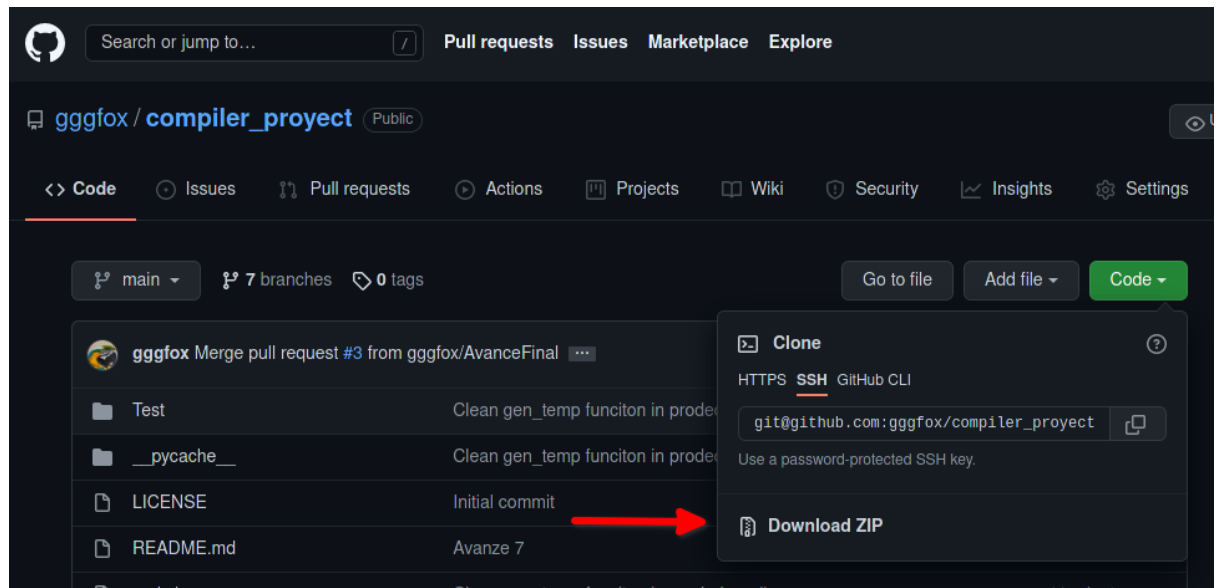 Search or jump to… / Pull requests Issues Marketplace Explore
gggfox / compiler_proyect Public
<> Code Issues Pull requests Actions Projects Wiki Security Insights Settings
main 7 branches 0 tags Go to file Add file Code
gggfox Merge pull request #3 from gggfox/AvanceFinal ...
Clone
HTTPS SSH GitHub CLI
Test Clean gen_temp funciton in
git@github.com:gggfox/compiler_proyect
__pycache__ Clean gen_temp funciton in
Use a password-protected SSH key.
LICENSE Initial commit
Download ZIP
README.md Avanze 7